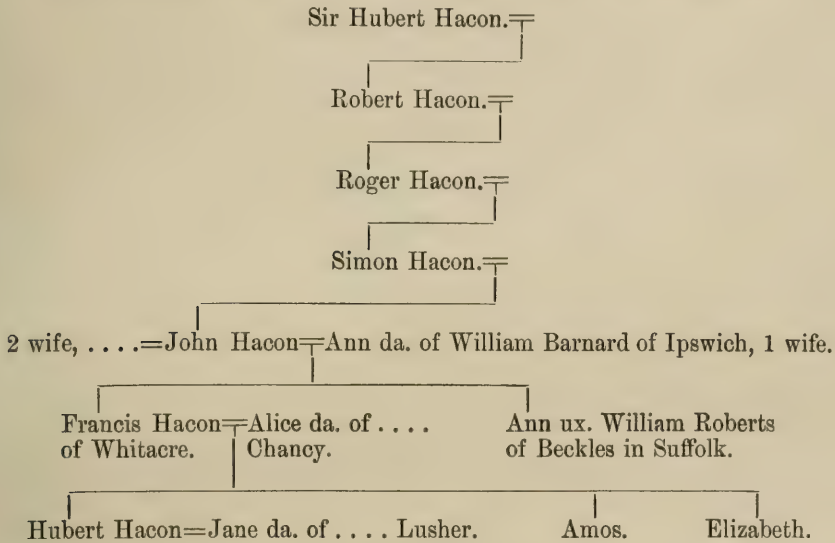 Sir Hubert Hacon.
Robert Hacon.
Roger Hacon.
Simon Hacon.
2 wife, . . . .=John Hacon=Ann da. of William Barnard of Ipswich, 1 wife.
Francis Hacon=Alice da. of . . . .
of Whitacre. Chancy.
Ann ux. William Roberts
of Beckles in Suffolk.
Hubert Hacon=Jane da. of . . . . Lusher. Amos. Elizabeth.